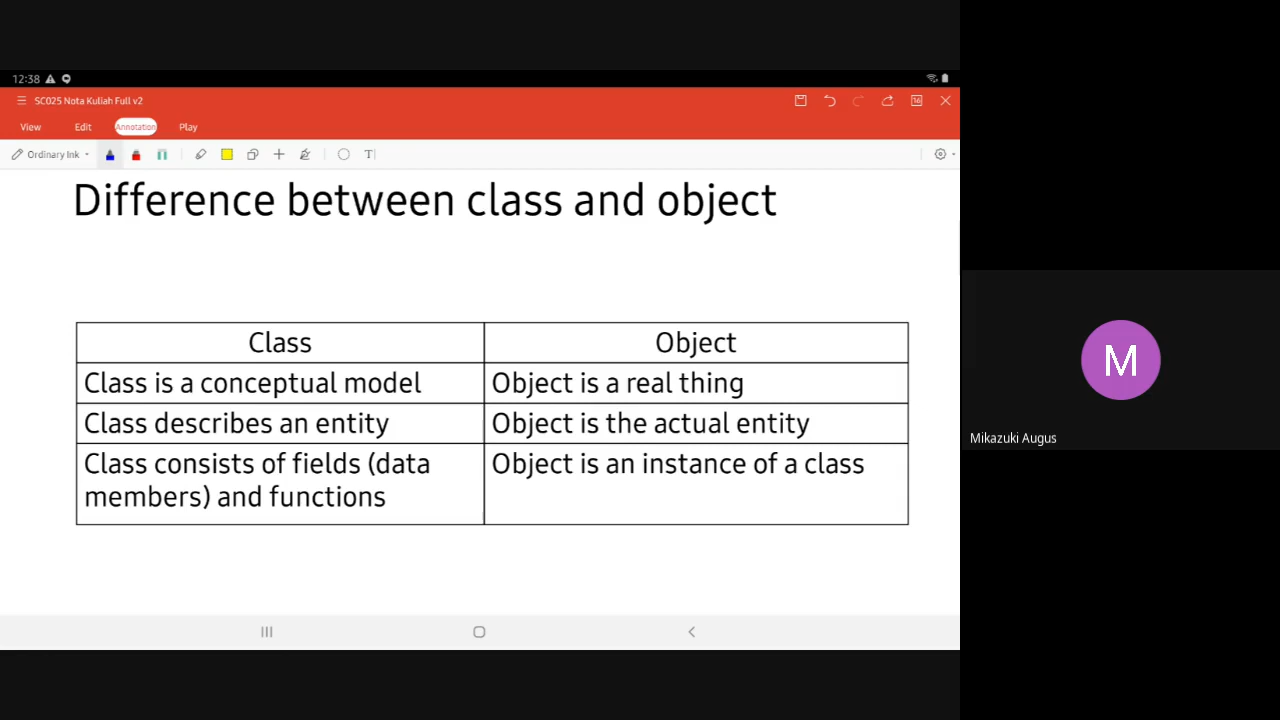 12:38
SC025 Nota Kuliah Full v2
16
View Edit Annotation Play
Ordinary Ink
T
Difference between class and object
Class Object
Class is a conceptual model Object is a real thing
Class describes an entity Object is the actual entity
Class consists of fields (data Object is an instance of a class
members) and functions
M
Mikazuki Augus